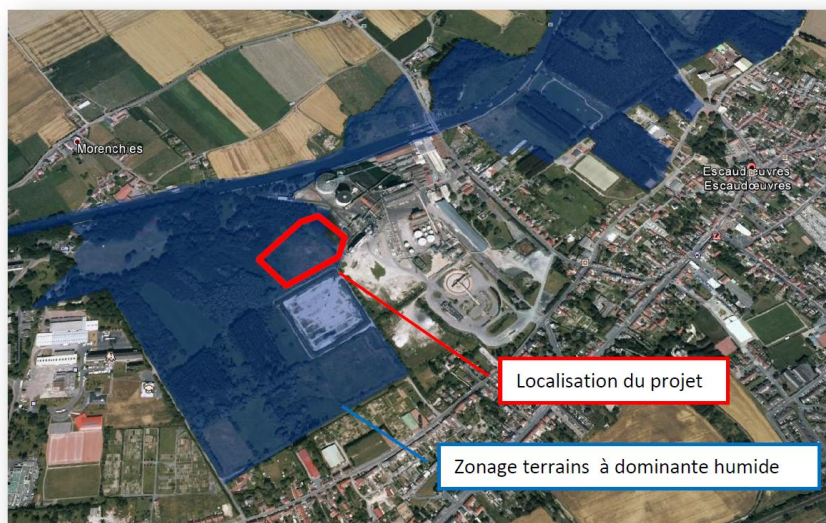 Morenchies
Escaudœuvres
Escaudœuvres
Localisation du projet
Zonage terrains à dominante humide